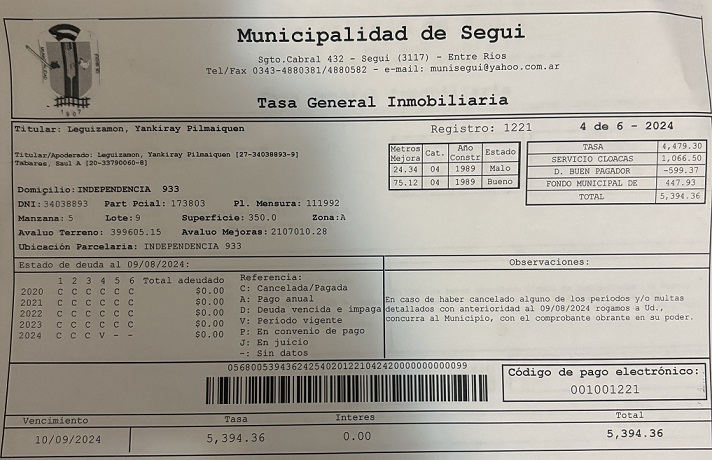 Municipalidad de Segui
Sgto.Cabral 432 - Segui (3117) - Entre Rios
Tel/Fax 0343-4880381/4880582 - e-mail: munisegui@yahoo.com.ar
Tasa General Inmobiliaria
1907
Titular: Leguizamon, Yankiray Pilmaiquen
Registro: 1221
4 de 6 - 2024
Titular/Apoderado: Leguizamon, Yankiray Pilmaiquen [27-34038893-9]
Tabares, Saul A [20-33790060-8]
Metros Mejora Cat. Año Constr Estado
24.34 04 1989 Malo
75.12 04 1989 Bueno
TASA 4,479.30
SERVICIO CLOACAS 1,066.50
D. BUEN PAGADOR -599.37
FONDO MUNICIPAL DE 447.93
TOTAL 5,394.36
Domicilio: INDEPENDENCIA 933
DNI: 34038893 Part Pcial: 173803 Pl. Mensura: 111992
Manzana: 5 Lote: 9 Superficie: 350.0 Zona: A
Avaluo Terreno: 399605.15 Avaluo Mejoras: 2107010.28
Ubicación Parcelaria: INDEPENDENCIA 933
Estado de deuda al 09/08/2024:
1 2 3 4 5 6 Total adeudado
2020 C C C C C C $0.00
2021 C C C C C C $0.00
2022 C C C C C C $0.00
2023 C C C C C C $0.00
2024 C C C V - - $0.00
Referencia:
C: Cancelada/Pagada
A: Pago anual
D: Deuda vencida e impaga
V: Período vigente
P: En convenio de pago
J: En juicio
-: Sin datos
Observaciones:
En caso de haber cancelado alguno de los períodos y/o multas
detallados con anterioridad al 09/08/2024 rogamos a Ud.,
concurra al Municipio, con el comprobante obrante en su poder.
Código de pago electrónico:
001001221
Vencimiento Tasa Interes Total
10/09/2024 5,394.36 0.00 5,394.36